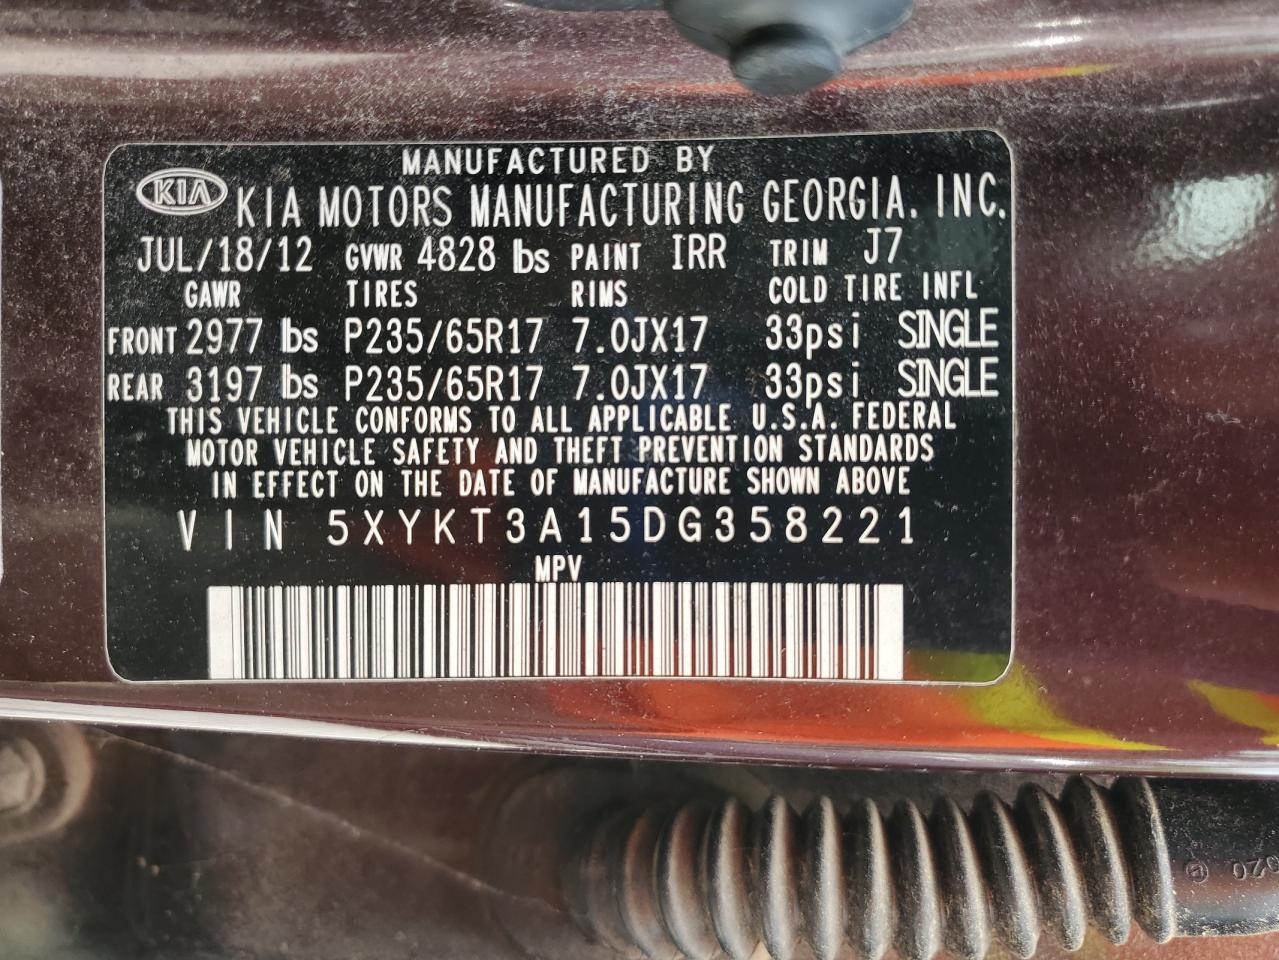 MANUFACTURED BY
KIA KIA MOTORS MANUFACTURING GEORGIA, INC.
JUL/18/12 GVWR 4828 lbs PAINT IRR TRIM J7
GAWR TIRES RIMS COLD TIRE INFL
FRONT 2977 lbs P235/65R17 7.0JX17 33psi SINGLE
REAR 3197 lbs P235/65R17 7.0JX17 33psi SINGLE
THIS VEHICLE CONFORMS TO ALL APPLICABLE U.S.A. FEDERAL
MOTOR VEHICLE SAFETY AND THEFT PREVENTION STANDARDS
IN EFFECT ON THE DATE OF MANUFACTURE SHOWN ABOVE
VIN 5XYKT3A15DG358221
MPV